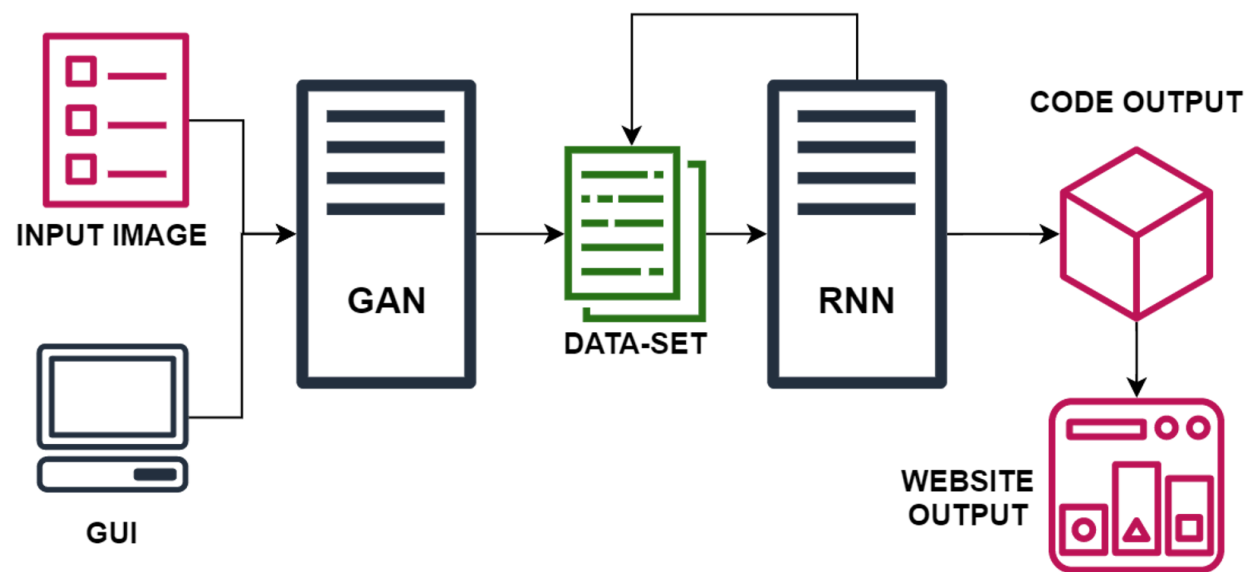 INPUT IMAGE
GUI
GAN
DATA-SET
RNN
CODE OUTPUT
WEBSITE
OUTPUT